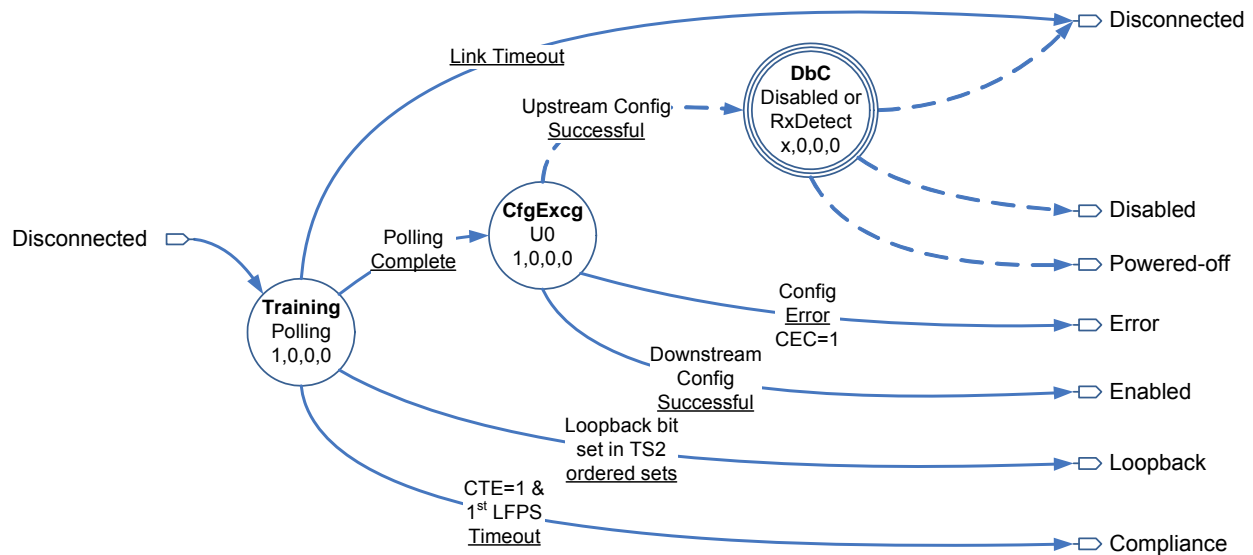 Disconnected
Link Timeout
DbC
Disabled or
RxDetect
x,0,0,0
Upstream Config
Successful
CfgExcg
U0
1,0,0,0
Disabled
Disconnected
Polling
Complete
Powered-off
Training
Polling
1,0,0,0
Config
Error
CEC=1
Error
Downstream
Config
Successful
Enabled
Loopback bit
set in TS2
ordered sets
Loopback
CTE=1 &
1st LFPS
Timeout
Compliance